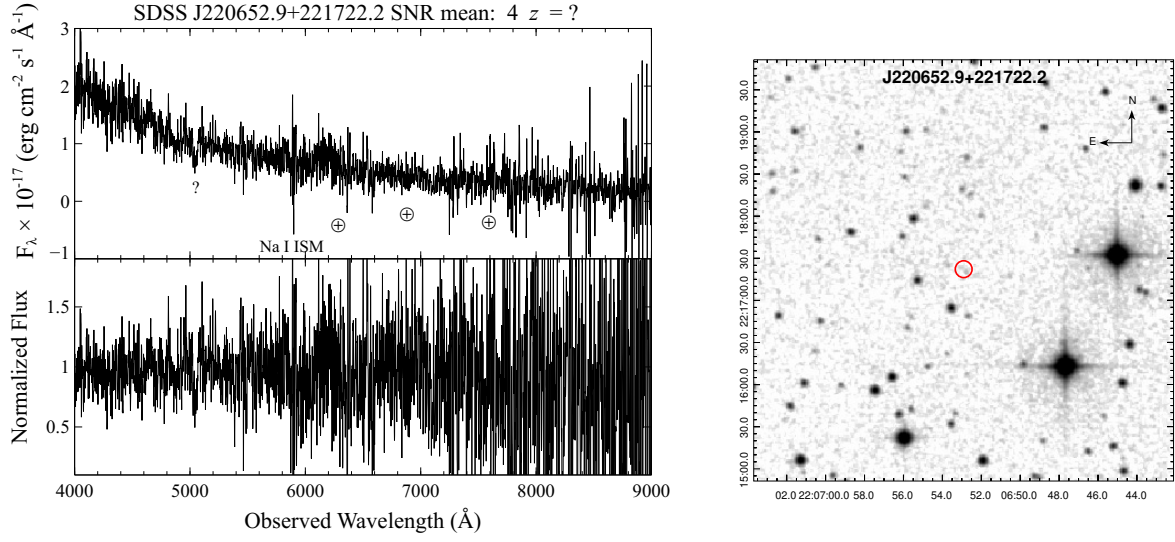 SDSS J220652.9+221722.2 SNR mean: 4 z = ?
F_λ × 10⁻¹⁷ (erg cm⁻² s⁻¹ Å⁻¹)
3
2
1
0
−1
?
⊕ ⊕ ⊕
Na I ISM
Normalized Flux
1.5
1
0.5
4000 5000 6000 7000 8000 9000
Observed Wavelength (Å)
J220652.9+221722.2
N
E
30.0
19:00.0
30.0
18:00.0
30.0
22:17:00.0
30.0
16:00.0
30.0
15:00.0
02.0 22:07:00.0 58.0 56.0 54.0 52.0 06:50.0 48.0 46.0 44.0